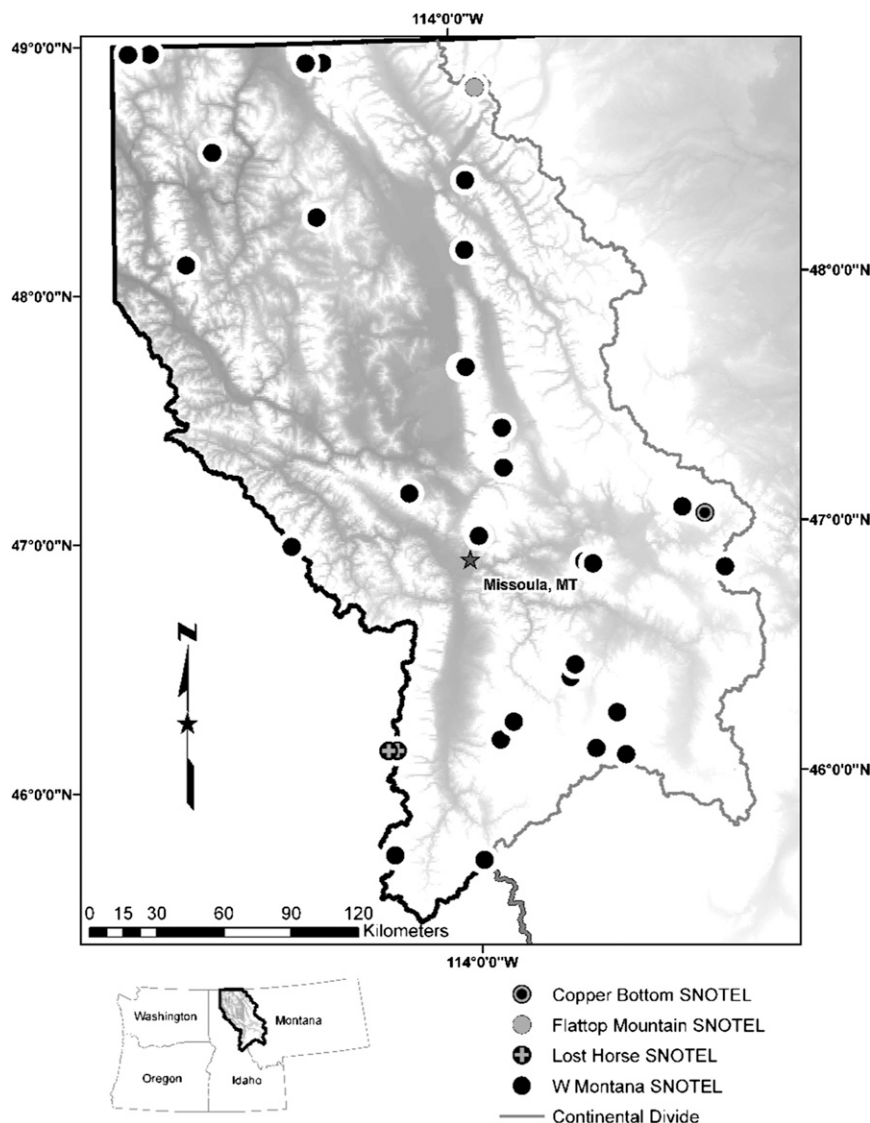 114°0'0"W
49°0'0"N
48°0'0"N
48°0'0"N
47°0'0"N
47°0'0"N
Missoula, MT
N
46°0'0"N
46°0'0"N
0 15 30 60 90 120
Kilometers
114°0'0"W
Washington
Montana
Oregon
Idaho
Copper Bottom SNOTEL
Flattop Mountain SNOTEL
Lost Horse SNOTEL
W Montana SNOTEL
Continental Divide